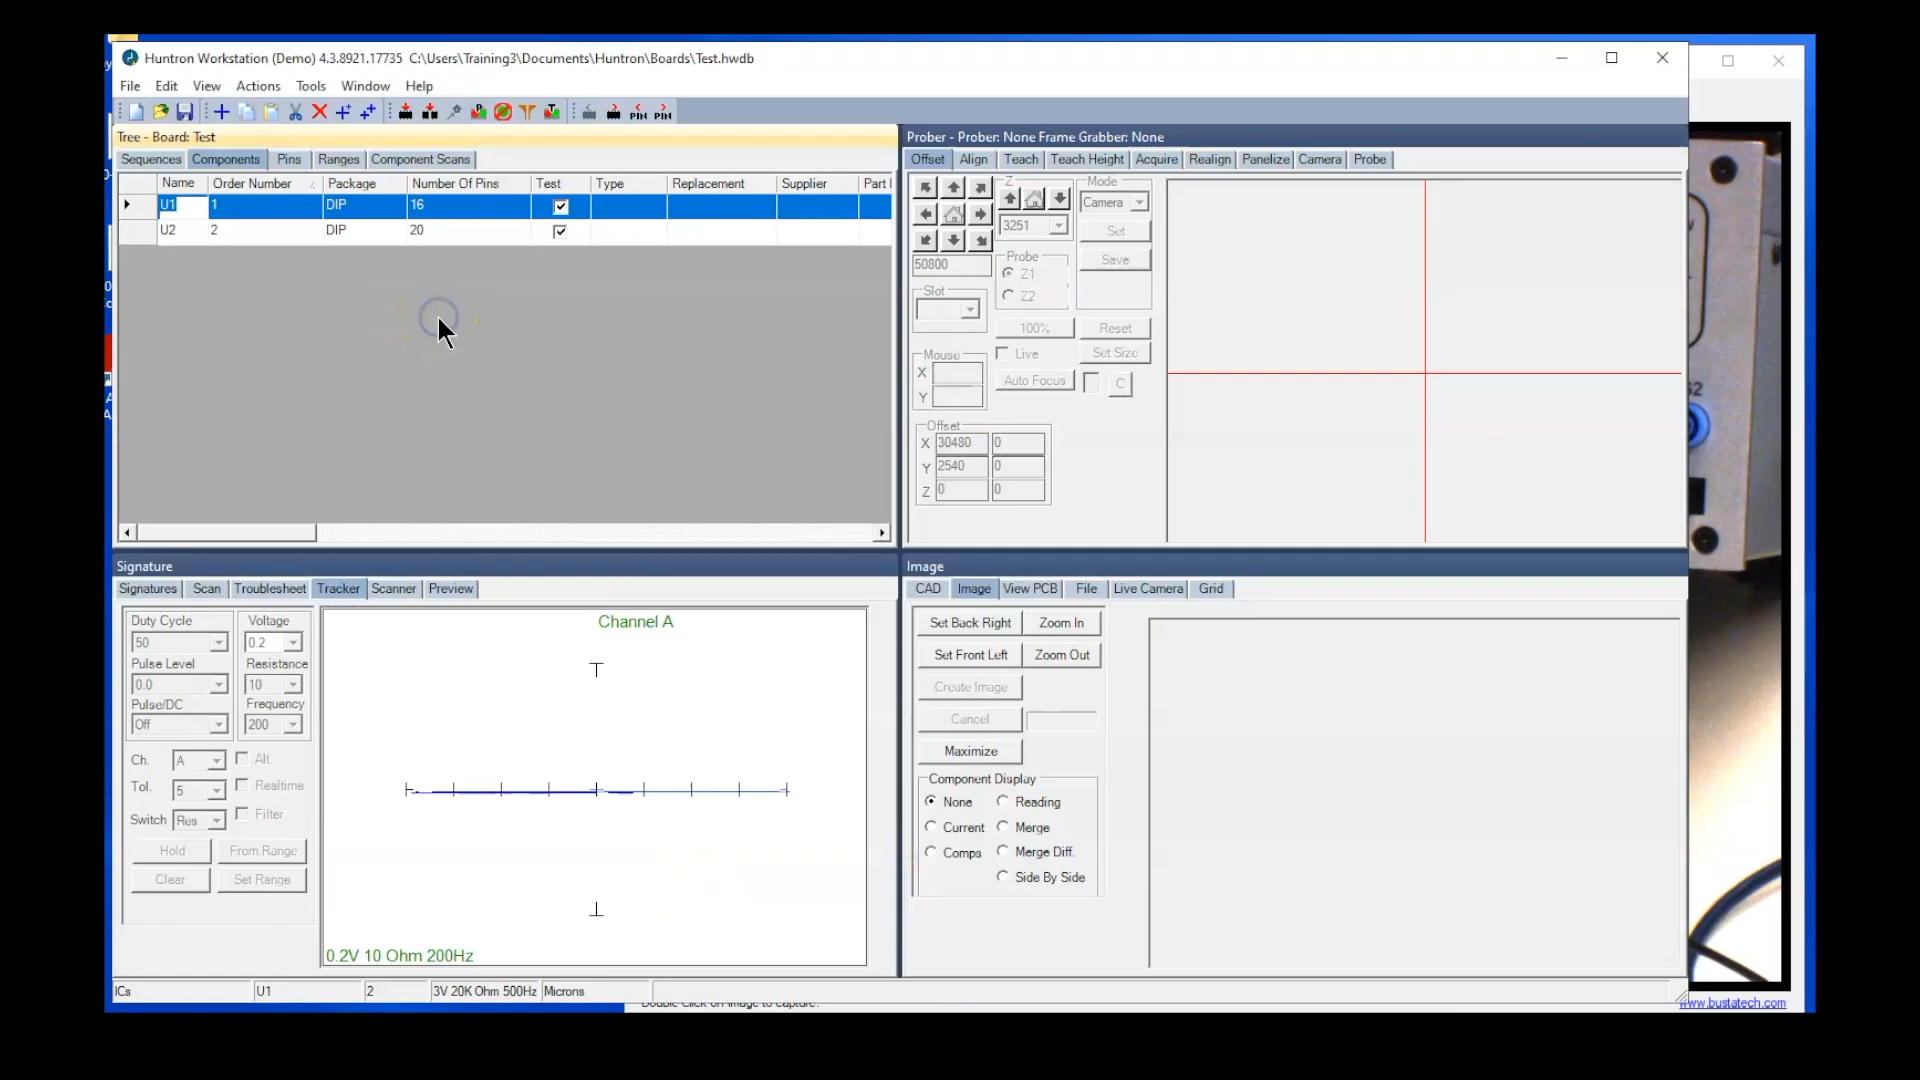 Huntron Workstation (Demo) 4.3.8921.17735 C:\Users\Training3\Documents\Huntron\Boards\Test.hwdb
File Edit View Actions Tools Window Help
PIN PIN
Tree - Board: Test
Sequences Components Pins Ranges Component Scans
Name Order Number Package Number Of Pins Test Type Replacement Supplier Part
U1 1 DIP 16
U2 2 DIP 20
Prober - Prober: None Frame Grabber: None
Offset Align Teach Teach Height Acquire Realign Panelize Camera Probe
Z Mode
Camera
3251 Set
Probe Save
50800 Z1
Slot Z2
100% Reset
Mouse Live Set Size
X Auto Focus C
Y
Offset
X 30480 0
Y 2540 0
Z 0 0
Signature
Signatures Scan Troubleshoot Tracker Scanner Preview
Duty Cycle Voltage
50 0.2
Pulse Level Resistance
0.0 10
Pulse/DC Frequency
Off 200
Ch. A Alt
Tol. 5 Realtime
Switch Res Filter
Hold From Range
Clear Set Range
Channel A
0.2V 10 Ohm 200Hz
Image
CAD Image View PCB File Live Camera Grid
Set Back Right Zoom In
Set Front Left Zoom Out
Create Image
Cancel
Maximize
Component Display
None Reading
Current Merge
Comps Merge Diff.
Side By Side
ICs U1 2 3V 20K Ohm 500Hz Microns
Double Click on image to capture.
www.bustatech.com